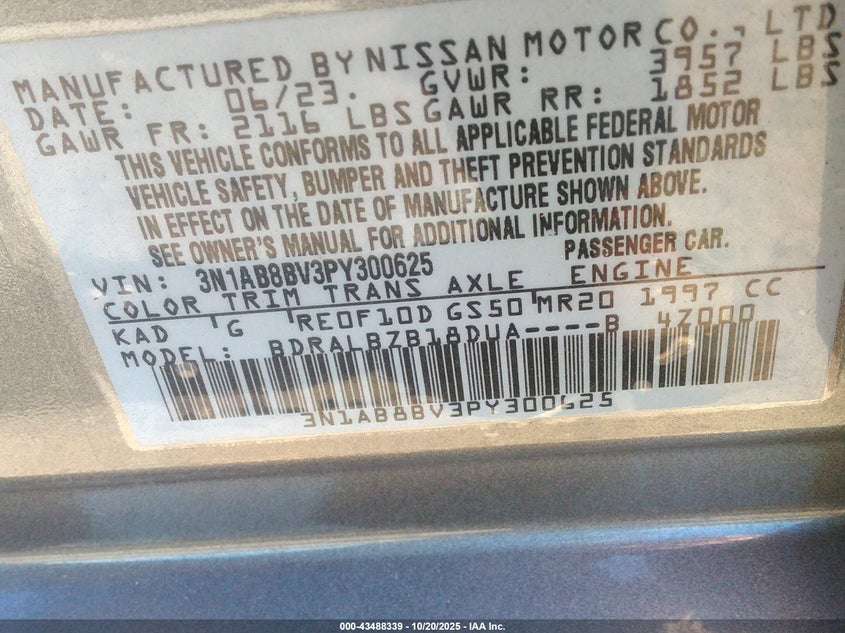 MANUFACTURED BY NISSAN MOTOR CO., LTD
DATE: 06/23. GVWR: 3957 LBS
GAWR FR: 2116 LBS GAWR RR: 1852 LBS
THIS VEHICLE CONFORMS TO ALL APPLICABLE FEDERAL MOTOR
VEHICLE SAFETY, BUMPER AND THEFT PREVENTION STANDARDS
IN EFFECT ON THE DATE OF MANUFACTURE SHOWN ABOVE.
SEE OWNER'S MANUAL FOR ADDITIONAL INFORMATION.
VIN: 3N1AB8BV3PY300625 PASSENGER CAR.
COLOR TRIM TRANS AXLE ENGINE
KAD G RE0F10D GS50 MR20 1997 CC
MODEL: BDRALBZB18DUA----B 4Z000
3N1AB8BV3PY300625
000-43488339 | 10/20/2025 - IAA Inc.